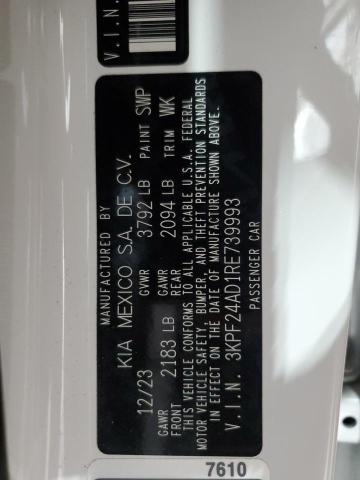 V.I.N.
MANUFACTURED BY
KIA MEXICO S.A. DE C.V.
12/23 GVWR 3792 LB PAINT SWP
GAWR FRONT 2183 LB GAWR REAR 2094 LB TRIM WK
THIS VEHICLE CONFORMS TO ALL APPLICABLE U.S.A. FEDERAL
MOTOR VEHICLE SAFETY, BUMPER, AND THEFT PREVENTION STANDARDS
IN EFFECT ON THE DATE OF MANUFACTURE SHOWN ABOVE.
V.I.N. 3KPF24AD1RE739993
PASSENGER CAR
7610